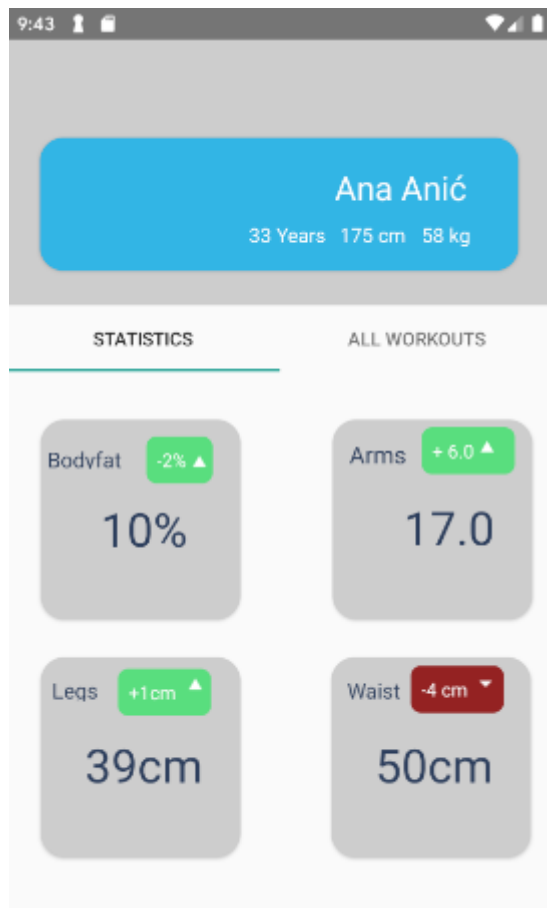 9:43
Ana Anić
33 Years 175 cm 58 kg
STATISTICS ALL WORKOUTS
Bodyfat -2%
10%
Arms + 6.0
17.0
Legs +1cm
39cm
Waist -4 cm
50cm